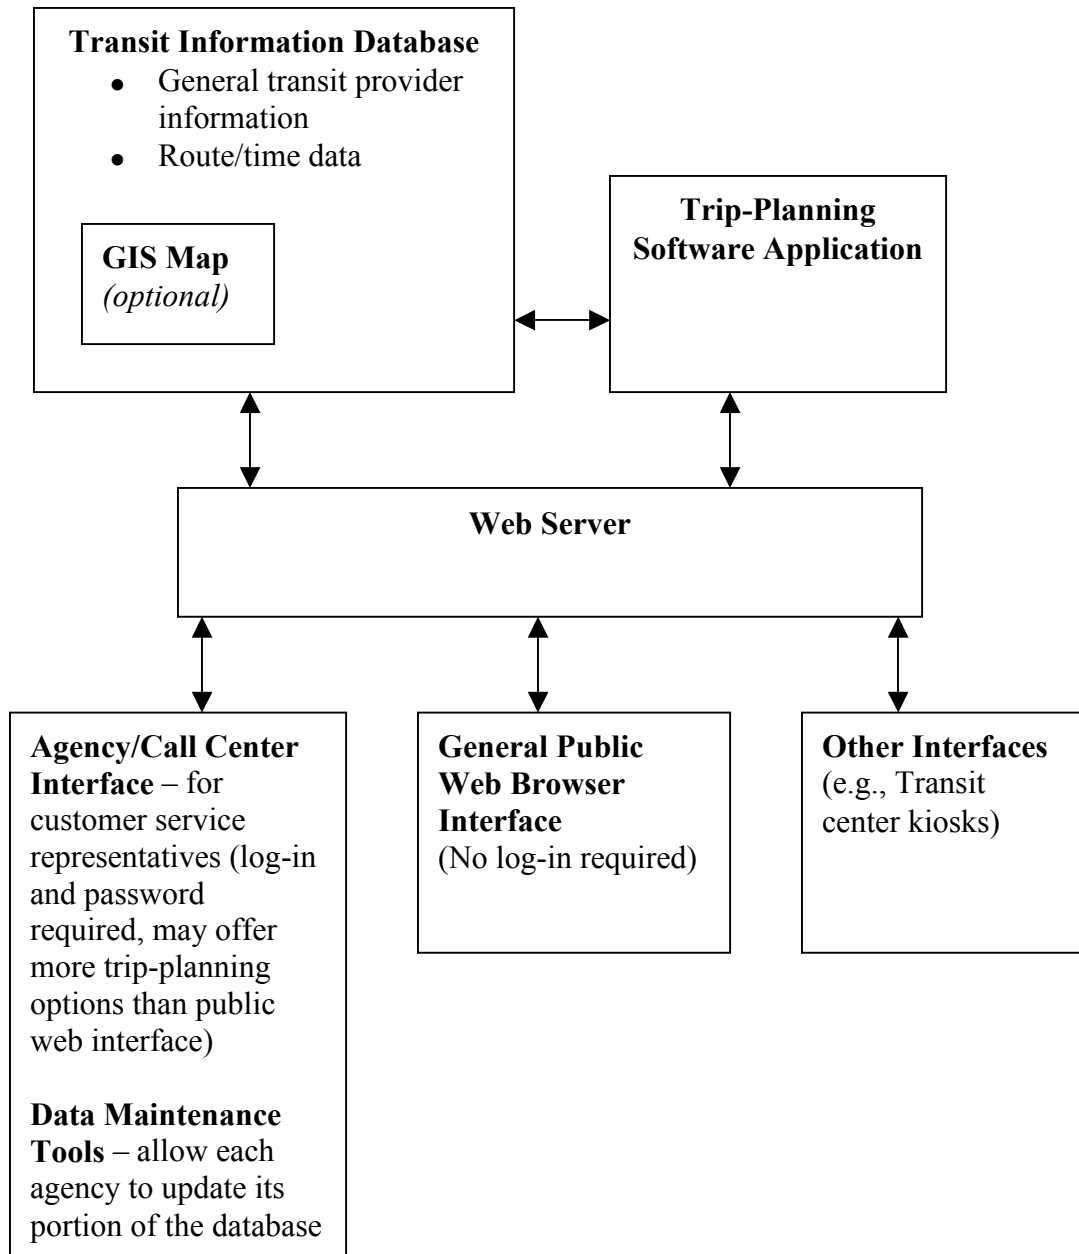 Transit Information Database
● General transit provider
information
● Route/time data
GIS Map
(optional)
Trip-Planning
Software Application
Web Server
Agency/Call Center
Interface – for
customer service
representatives (log-in
and password
required, may offer
more trip-planning
options than public
web interface)
Data Maintenance
Tools – allow each
agency to update its
portion of the database
General Public
Web Browser
Interface
(No log-in required)
Other Interfaces
(e.g., Transit
center kiosks)